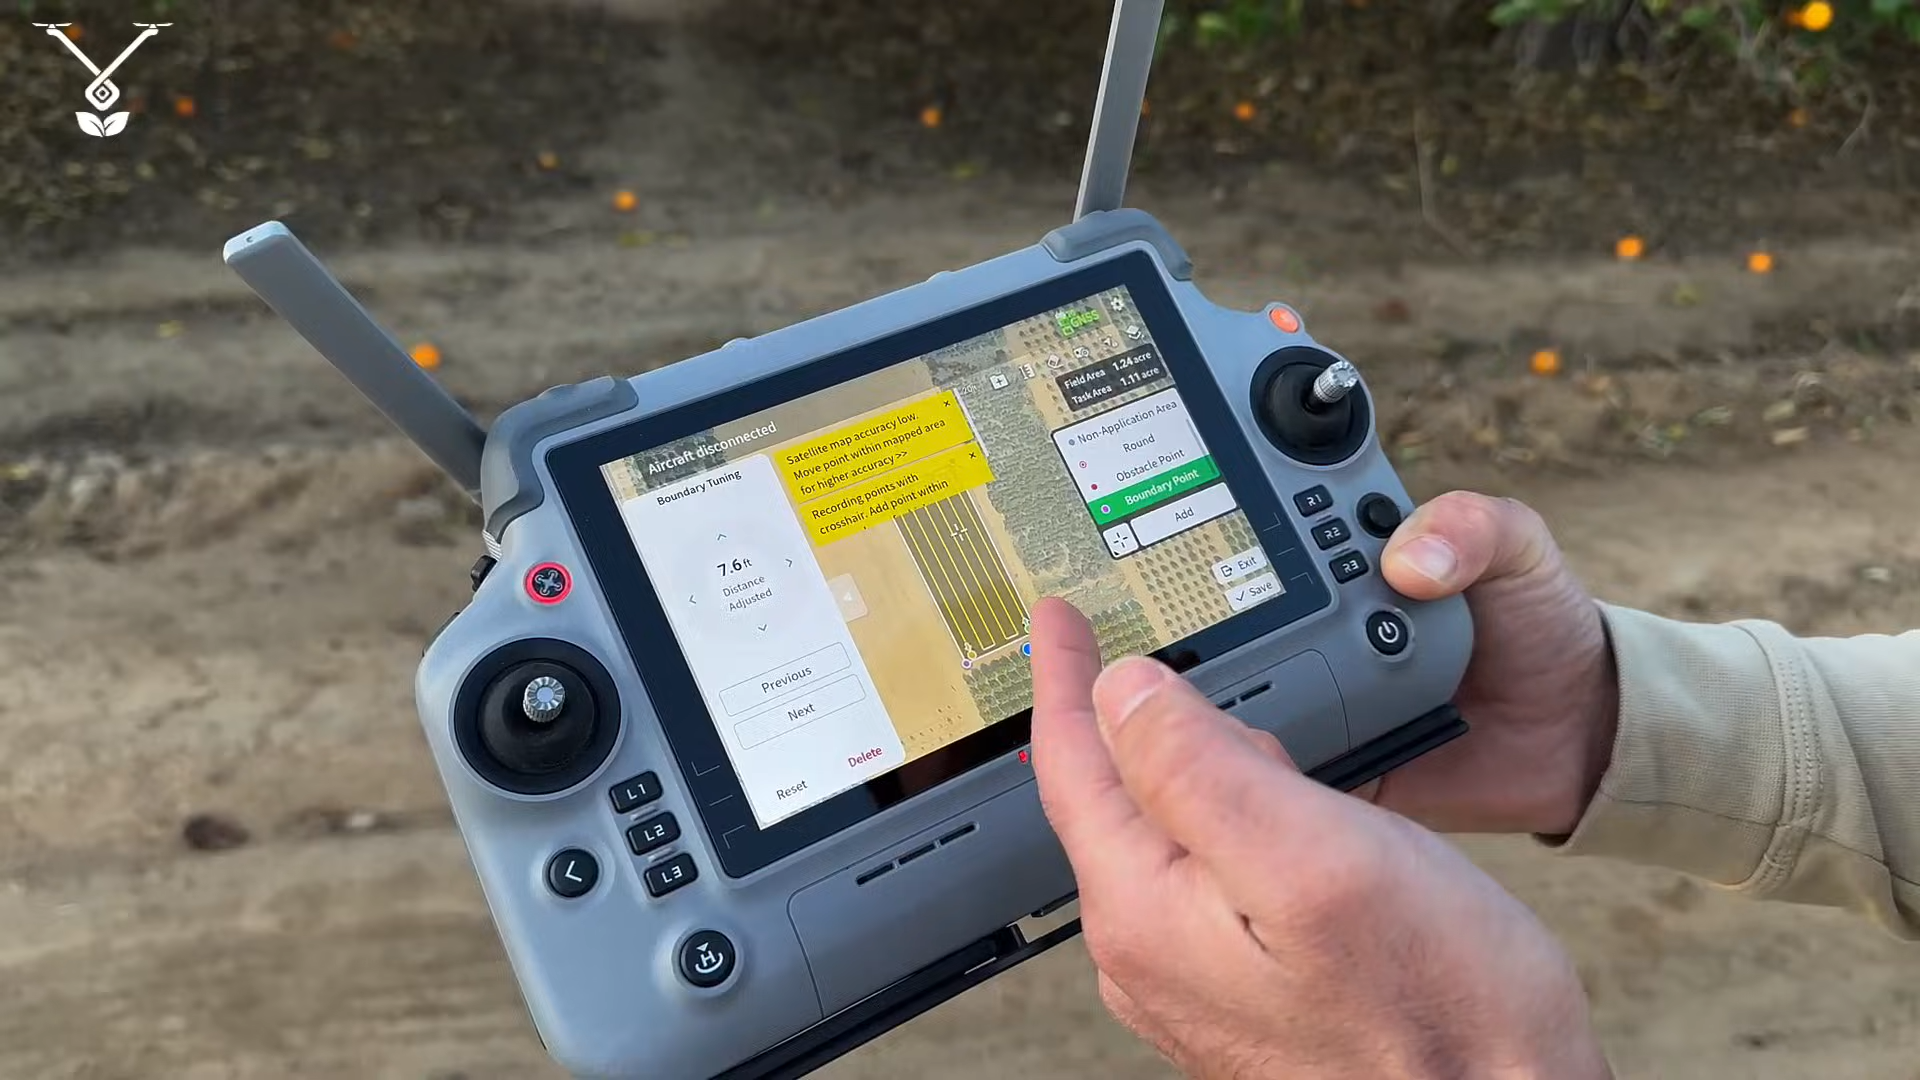 Aircraft disconnected
Boundary Tuning
7.6 ft
Distance
Adjusted
Previous
Next
Delete
Reset
Satellite map accuracy low.
Move point within mapped area
for higher accuracy >>
Recording points with
crosshair. Add point within
GNSS
Field Area 1.24 acre
Task Area 1.11 acre
Non-Application Area
Round
Obstacle Point
Boundary Point
Add
Exit
Save
R1
R2
R3
L1
L2
L3
H